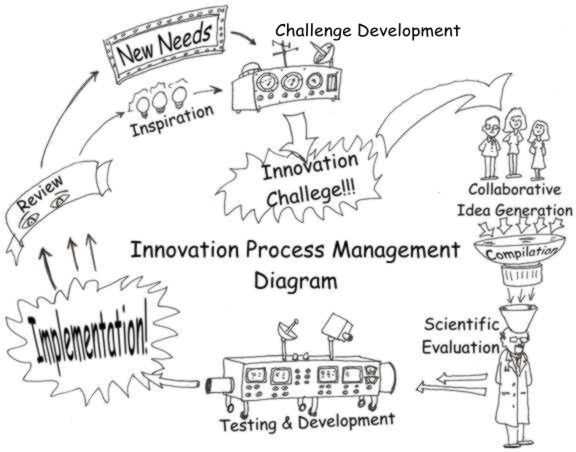 New Needs
Challenge Development
Inspiration
Innovation
Challege!!!
Collaborative
Idea Generation
Compilation
Review
Innovation Process Management
Diagram
Implementation!
Scientific
Evaluation
Testing & Development